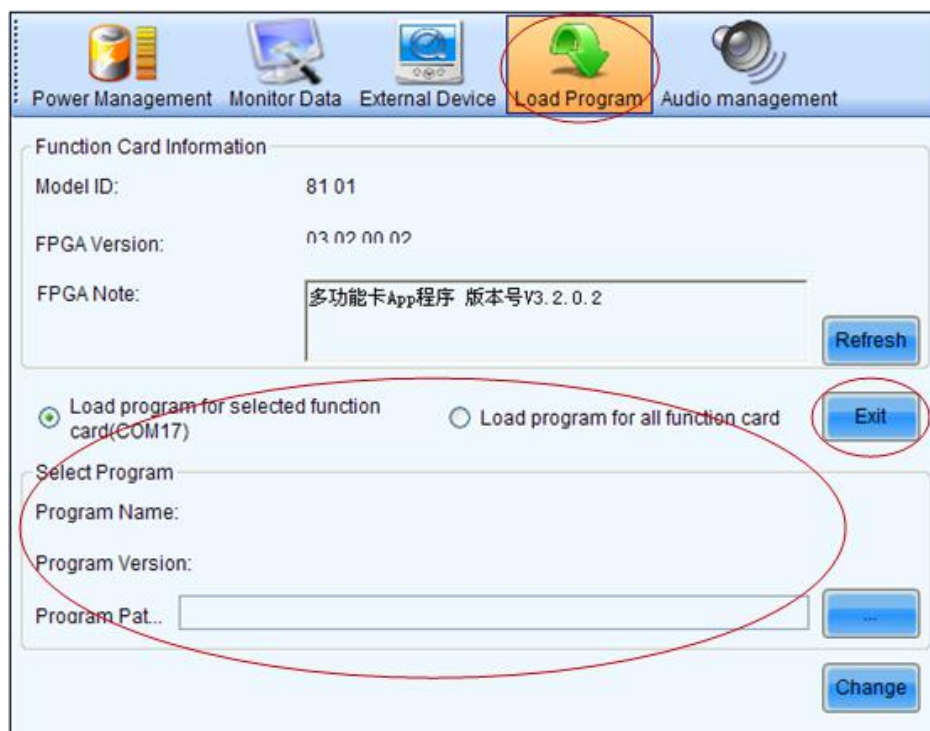 Power Management Monitor Data External Device Load Program Audio management
Function Card Information
Model ID: 81 01
FPGA Version: 03 02 00 02
FPGA Note: 多功能卡App程序 版本号V3.2.0.2
Refresh
Load program for selected function
card(COM17)
Load program for all function card
Exit
Select Program
Program Name:
Program Version:
Program Pat...
...
Change